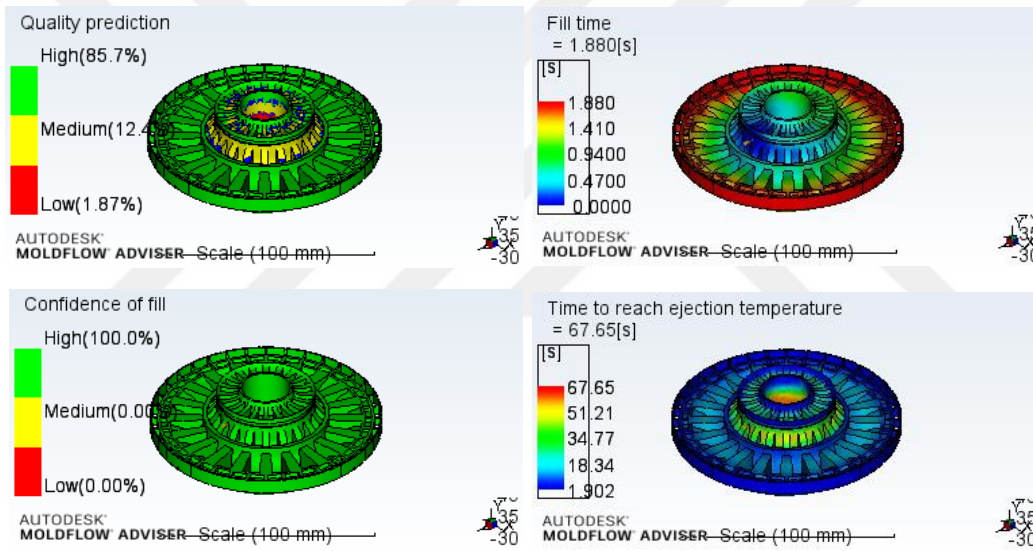 Quality prediction
High(85.7%)
Medium(12.4%)
Low(1.87%)
AUTODESK'
MOLDFLOW' ADVISER Scale (100 mm)
-30
Fill time
= 1.880[s]
[S]
1.880
1.410
0.9400
0.4700
0.0000
AUTODESK'
MOLDFLOW' ADVISER Scale (100 mm)
-30
Confidence of fill
High(100.0%)
Medium(0.00%)
Low(0.00%)
AUTODESK'
MOLDFLOW' ADVISER Scale (100 mm)
-30
Time to reach ejection temperature
= 67.65[s]
[S]
67.65
51.21
34.77
18.34
1.902
AUTODESK'
MOLDFLOW' ADVISER Scale (100 mm)
-30